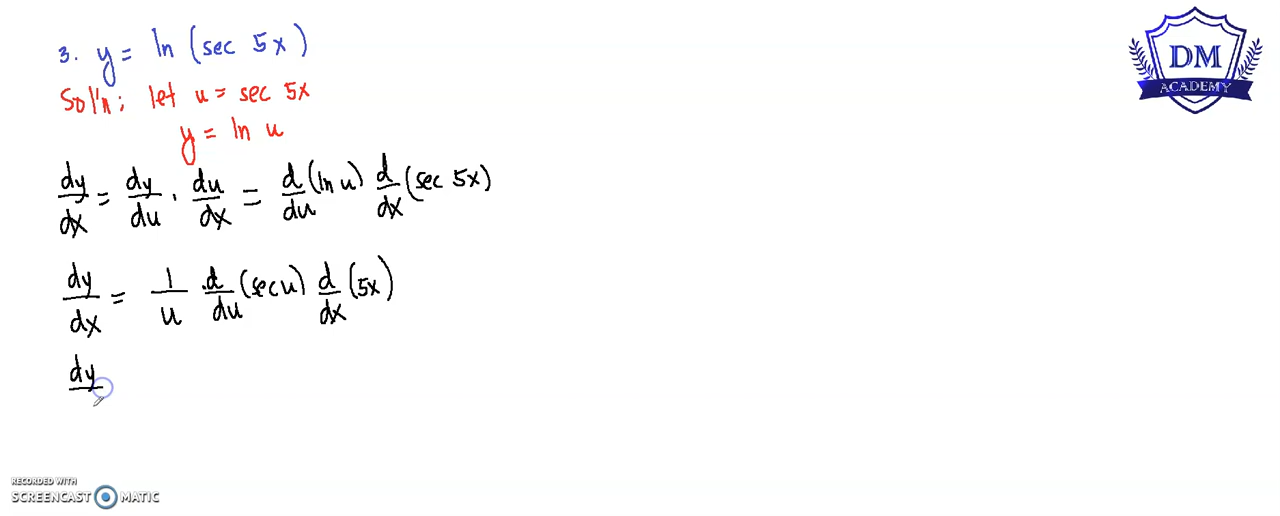 3. y = ln (sec 5x)
Sol'n; let u = sec 5x
y = ln u
dy/dx = dy/du · du/dx = d/du (ln u) d/dx (sec 5x)
dy/dx = 1/u · d/du (sec u) d/dx (5x)
dy
DM
ACADEMY
RECORDED WITH
SCREENCAST MATIC